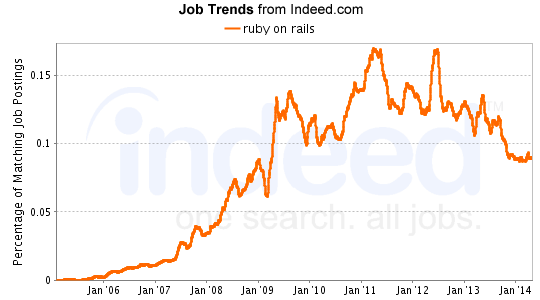 Job Trends from Indeed.com
ruby on rails
Percentage of Matching Job Postings
0.15
0.1
0.05
0
indeed™
one search. all jobs.
Jan'06 Jan'07 Jan'08 Jan'09 Jan'10 Jan'11 Jan'12 Jan'13 Jan'14